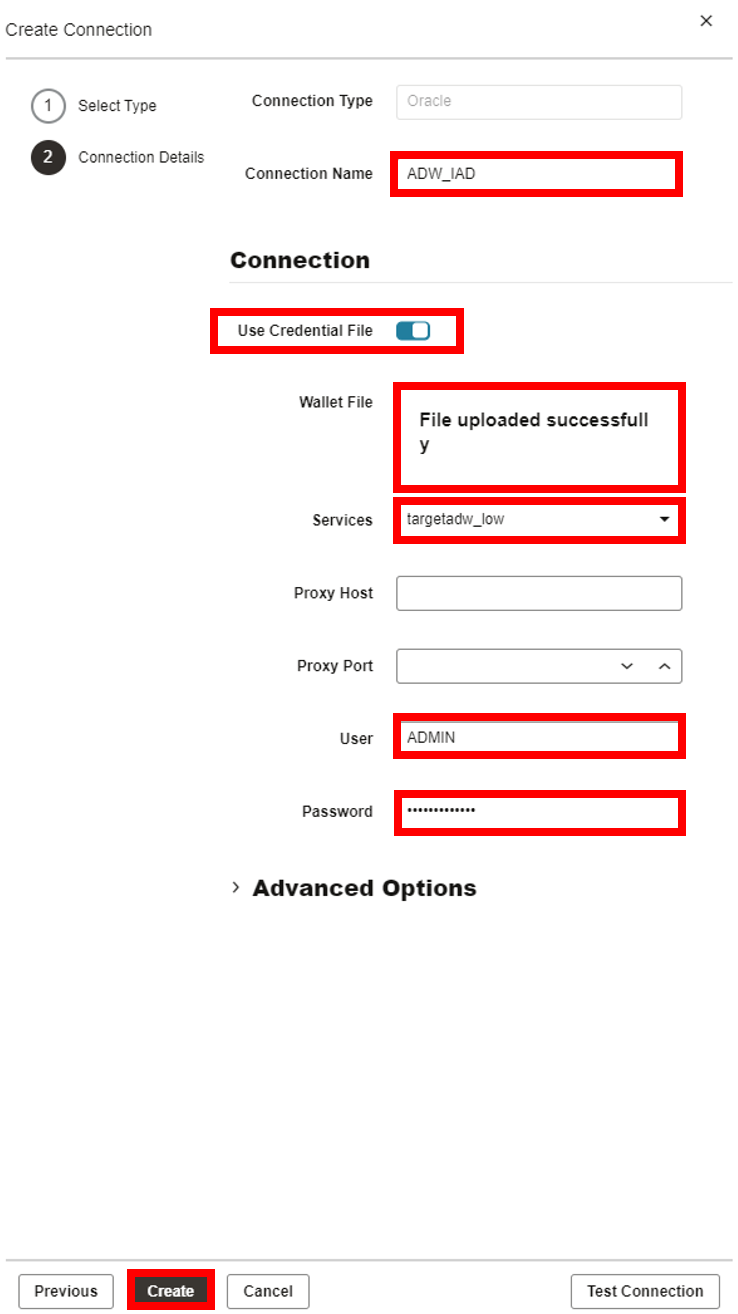 Create Connection
1 Select Type
2 Connection Details
Connection Type Oracle
Connection Name ADW_IAD
Connection
Use Credential File
Wallet File
File uploaded successfull
y
Services targetadw_low
Proxy Host
Proxy Port
User ADMIN
Password •••••••••••••
Advanced Options
Previous Create Cancel Test Connection